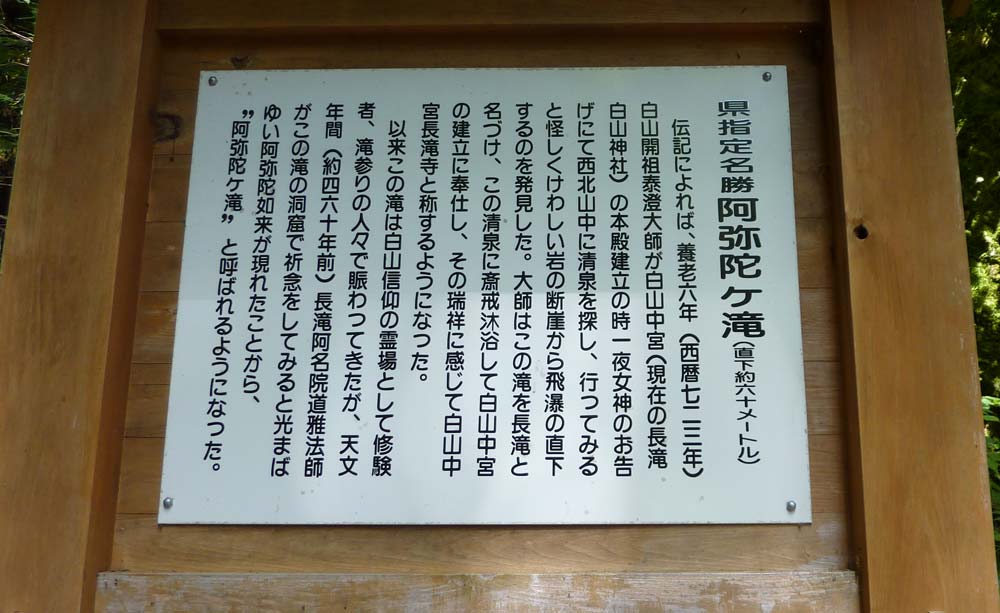 県指定名勝阿弥陀ケ滝(直下約六十メートル)
伝記によれば、養老六年(西暦七二三年)
白山開祖泰澄大師が白山中宮(現在の長滝
白山神社)の本殿建立の時一夜女神のお告
げにて西北山中に清泉を探し、行ってみる
と怪しくけわしい岩の断崖から飛瀑の直下
するのを発見した。大師はこの滝を長滝と
名づけ、この清泉に斎戒沐浴して白山中宮
の建立に奉仕し、その瑞祥に感じて白山中
宮長滝寺と称するようになった。
以来この滝は白山信仰の霊場として修験
者、滝参りの人々で賑わってきたが、天文
年間(約四六十年前)長滝阿名院道雅法師
がこの滝の洞窟で祈念をしてみると光まば
ゆい阿弥陀如来が現れたことから、
〝阿弥陀ケ滝〟と呼ばれるようになった。